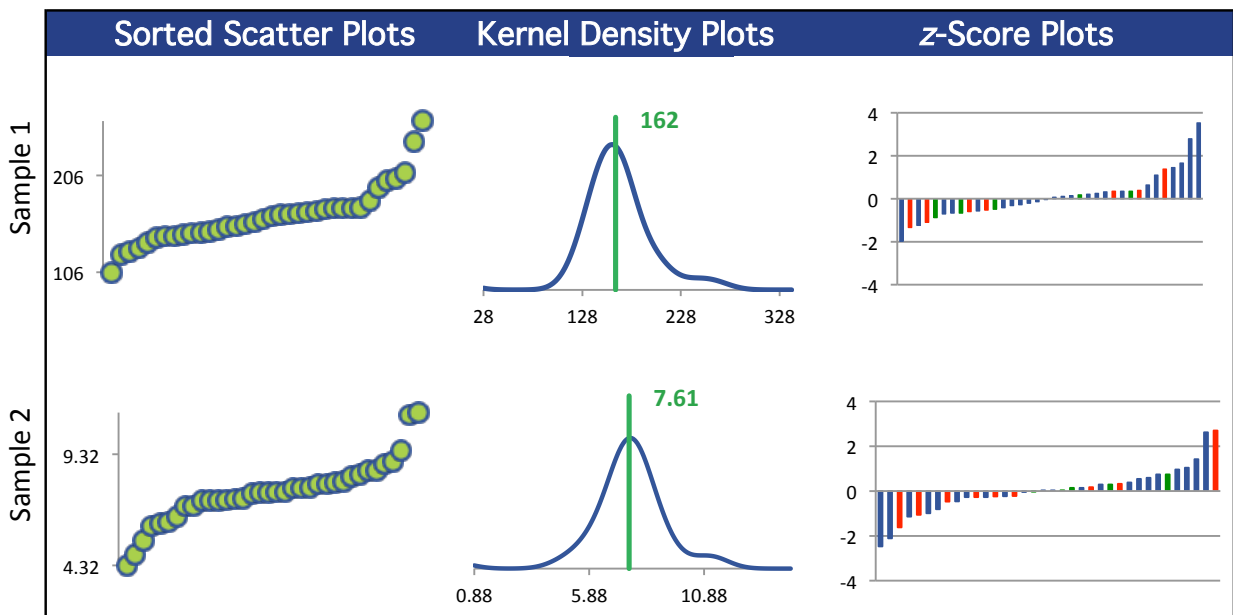 Sorted Scatter Plots
Kernel Density Plots
z-Score Plots
Sample 1
206
106
162
28 128 228 328
4
2
0
-2
-4
Sample 2
9.32
4.32
7.61
0.88 5.88 10.88
4
2
0
-2
-4